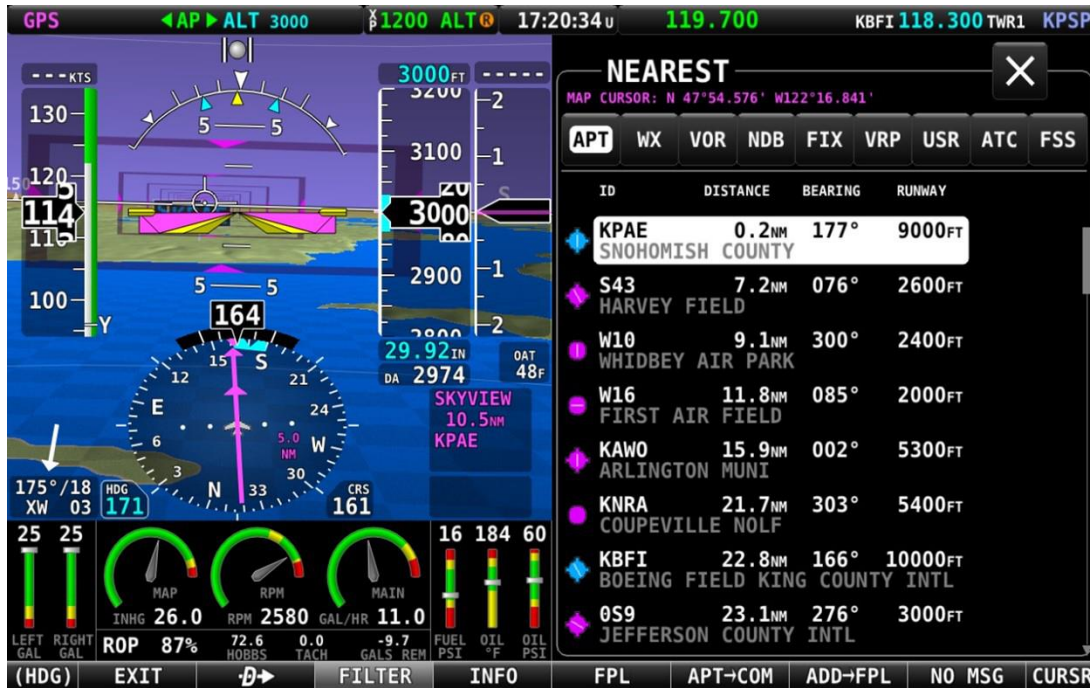 GPS ◀AP▶ ALT 3000 XP 1200 ALT R 17:20:34 U 119.700 KBFI 118.300 TWR1 KPSP
---KTS
130
120
114
110
100
Y
150
5 5
5 5
3000FT
-----
3200
3100
20
3000
80
2900
2800
2
1
S
1
2
164
29.92IN
DA 2974
OAT
48F
SKYVIEW
10.5NM
KPAE
12 15 S 21 24 W 30 33 N 3 6 E
5.0
NM
175°/18
XW 03
HDG
171
CRS
161
25 25
LEFT GAL RIGHT GAL
MAP
INHG 26.0
RPM
RPM 2580
MAIN
GAL/HR 11.0
16 184 60
FUEL PSI OIL °F OIL PSI
ROP 87%
72.6 HOBBS
0.0 TACH
-9.7 GALS REM
NEAREST
X
MAP CURSOR: N 47°54.576' W122°16.841'
APT WX VOR NDB FIX VRP USR ATC FSS
ID DISTANCE BEARING RUNWAY
KPAE 0.2NM 177° 9000FT
SNOHOMISH COUNTY
S43 7.2NM 076° 2600FT
HARVEY FIELD
W10 9.1NM 300° 2400FT
WHIDBEY AIR PARK
W16 11.8NM 085° 2000FT
FIRST AIR FIELD
KAWO 15.9NM 002° 5300FT
ARLINGTON MUNI
KNRA 21.7NM 303° 5400FT
COUPEVILLE NOLF
KBFI 22.8NM 166° 10000FT
BOEING FIELD KING COUNTY INTL
0S9 23.1NM 276° 3000FT
JEFFERSON COUNTY INTL
(HDG) EXIT D→ FILTER INFO FPL APT→COM ADD→FPL NO MSG CURSR